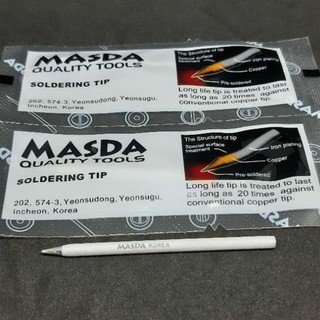 MASDA
QUALITY TOOLS
SOLDERING TIP
202, 574-3, Yeonsudong, Yeonsugu,
Incheon, Korea
The Structure of tip
Special surface
treatment
Iron plating
Copper
Pre-soldered
Long life tip is treated to last
as long as 20 times against
conventional copper tip.
MASDA
QUALITY TOOLS
SOLDERING TIP
202, 574-3, Yeonsudong, Yeonsugu,
Incheon, Korea
The Structure of tip
Special surface
treatment
Iron plating
Copper
Pre-soldered
Long life tip is treated to last
as long as 20 times against
conventional copper tip.
MASDA KOREA